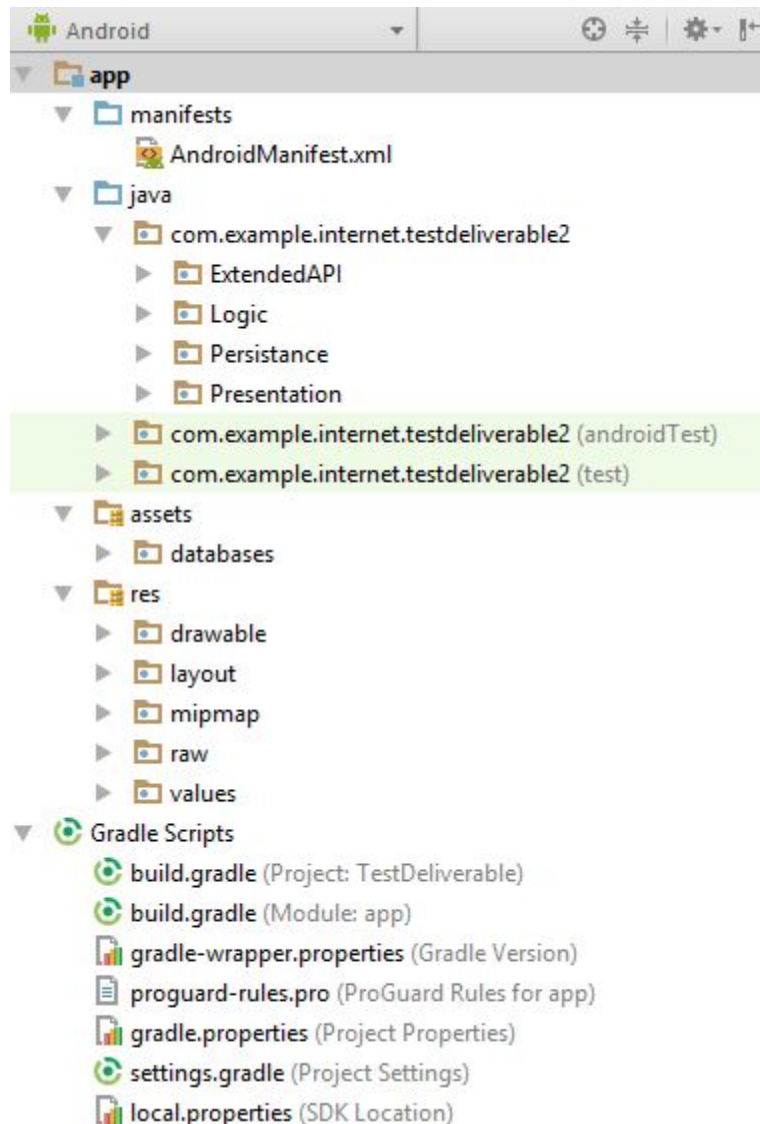 Android
app
manifests
AndroidManifest.xml
java
com.example.internet.testdeliverable2
ExtendedAPI
Logic
Persistance
Presentation
com.example.internet.testdeliverable2 (androidTest)
com.example.internet.testdeliverable2 (test)
assets
databases
res
drawable
layout
mipmap
raw
values
Gradle Scripts
build.gradle (Project: TestDeliverable)
build.gradle (Module: app)
gradle-wrapper.properties (Gradle Version)
proguard-rules.pro (ProGuard Rules for app)
gradle.properties (Project Properties)
settings.gradle (Project Settings)
local.properties (SDK Location)